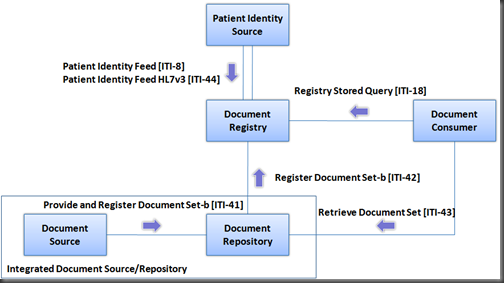 Patient Identity
Source
Patient Identity Feed [ITI-8]
Patient Identity Feed HL7v3 [ITI-44]
Registry Stored Query [ITI-18]
Document
Registry
Document
Consumer
Register Document Set-b [ITI-42]
Provide and Register Document Set-b [ITI-41]
Retrieve Document Set [ITI-43]
Document
Source
Document
Repository
Integrated Document Source/Repository